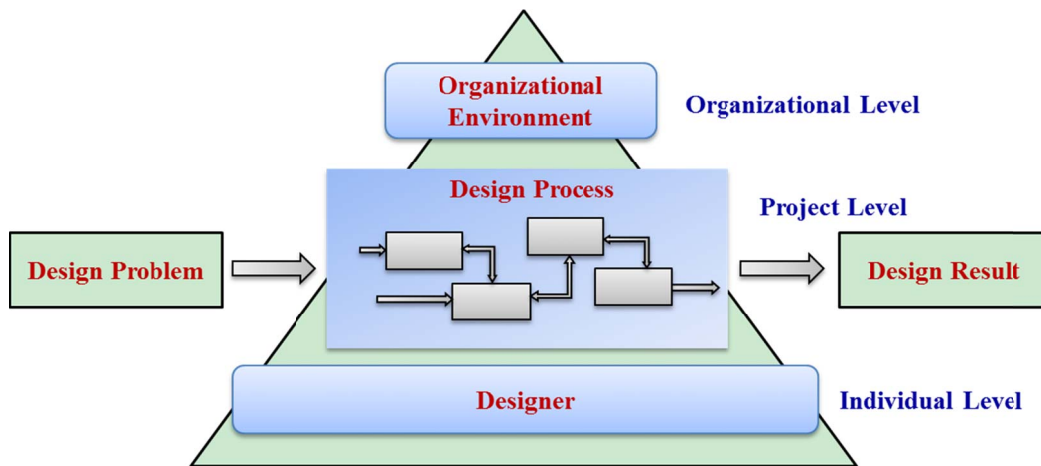 Organizational
Environment
Organizational Level
Design Process
Project Level
Design Problem
Design Result
Designer
Individual Level